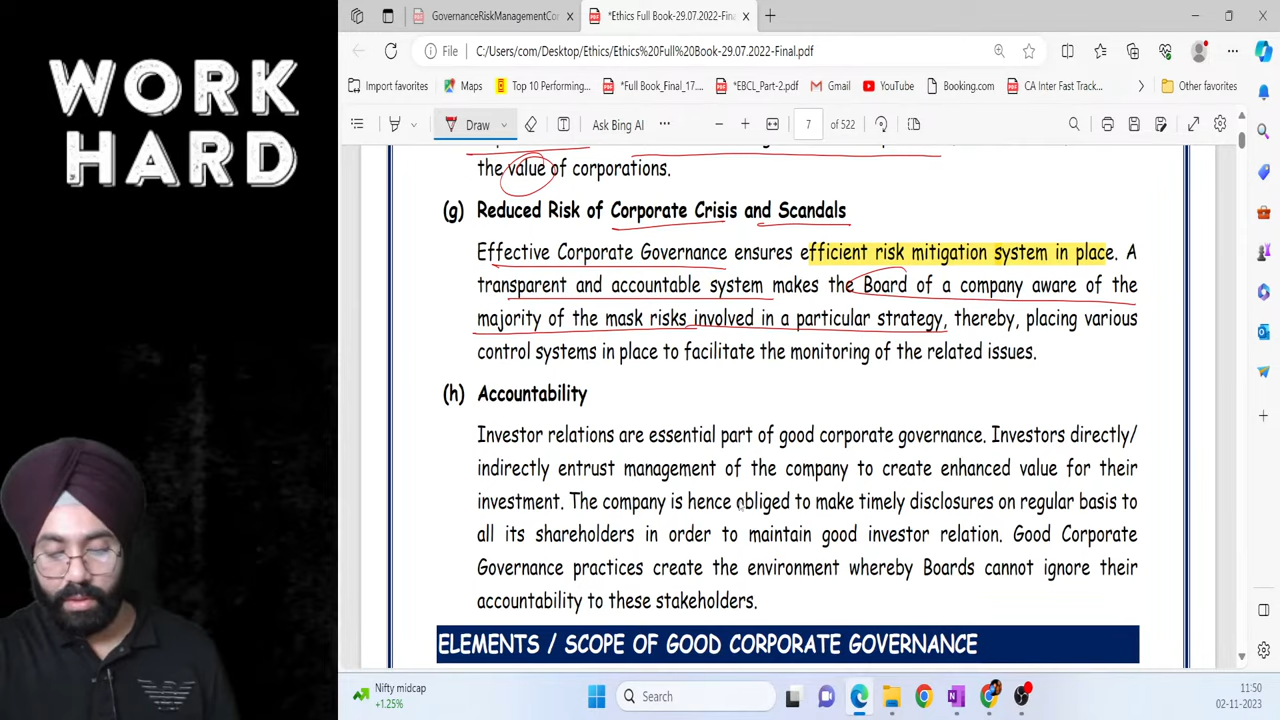 WORK
HARD
GovernanceRiskManagementCo
*Ethics Full Book-29.07.2022-Fina
File
C:/Users/com/Desktop/Ethics/Ethics%20Full%20Book-29.07.2022-Final.pdf
Import favorites
Maps
Top 10 Performing...
*Full Book_Final_17....
Gmail
YouTube
*EBCL_Part-2.pdf
Booking.com
CA Inter Fast Track...
Other favorites
Draw
Ask Bing AI
7
of 522
the value of corporations.
(g) Reduced Risk of Corporate Crisis and Scandals
Effective Corporate Governance ensures efficient risk mitigation system in place. A
transparent and accountable system makes the Board of a company aware of the
majority of the mask risks involved in a particular strategy, thereby, placing various
control systems in place to facilitate the monitoring of the related issues.
(h) Accountability
Investor relations are essential part of good corporate governance. Investors directly/
indirectly entrust management of the company to create enhanced value for their
investment. The company is hence obliged to make timely disclosures on regular basis to
all its shareholders in order to maintain good investor relation. Good Corporate
Governance practices create the environment whereby Boards cannot ignore their
accountability to these stakeholders.
ELEMENTS / SCOPE OF GOOD CORPORATE GOVERNANCE
Nifty midcap
+1.25%
Search
11:50
02-11-2023